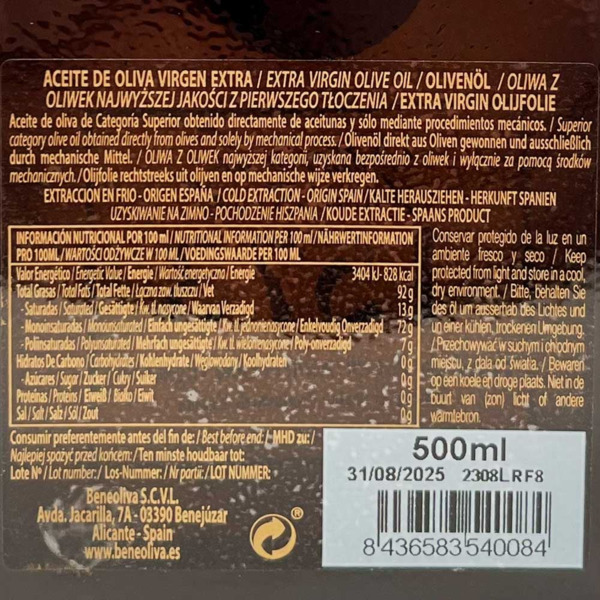 ACEITE DE OLIVA VIRGEN EXTRA / EXTRA VIRGIN OLIVE OIL / OLIVENÖL / OLIWA Z
OLIWEK NAJWYŻSZEJ JAKOŚCI Z PIERWSZEGO TŁOCZENIA / EXTRA VIRGIN OLIJFOLIE
Aceite de oliva de Categoría Superior obtenido directamente de aceitunas y sólo mediante procedimientos mecánicos. / Superior
category olive oil obtained directly from olives and solely by mechanical process. / Olivenöl direkt aus Oliven gewonnen und ausschließlich
durch mechanische Mittel. / OLIWA Z OLIWEK najwyższej kategorii, uzyskana bezpośrednio z oliwek i wyłącznie za pomocą środków
mechanicznych. / Olijfolie rechtstreeks uit olijven en op mechanische wijze verkregen.
EXTRACCION EN FRIO - ORIGEN ESPAÑA / COLD EXTRACTION - ORIGIN SPAIN / KALTE HERAUSZIEHEN - HERKUNFT SPANIEN
UZYSKIWANIE NA ZIMNO - POCHODZENIE HISZPANIA / KOUDE EXTRACTIE - SPAANS PRODUCT
INFORMACIÓN NUTRICIONAL POR 100 ml / NUTRITIONAL INFORMATION PER 100 ml / NÄHRWERTINFORMATION
PRO 100ML / WARTOŚCI ODŻYWCZE W 100 ML / VOEDINGSWAARDE PER 100 ML
Valor Energético / Energetic Value / Energie / Wartość energetyczna / Energie 3404 kJ - 828 kcal
Total Grasas / Total Fats / Total Fette / Łączna zaw. tłuszczu / Vet 92 g
- Saturadas / Saturated / Gesättigte / Kw. tł. nasycone / Waarvan Verzadigd 13 g
- Monoinsaturadas / Monounsaturated / Einfach ungesättigte / Kw. tł. jednonienasycone / Enkelvoudig Onverzadigd 72 g
- Poliinsaturadas / Polyunsaturated / Mehrfach ungesättigte / Kw. tł. wielonienasycone / Poly-onverzadigd 7 g
Hidratos De Carbono / Carbohydrates / Kohlenhydrate / Węglowodany / Koolhydraten 0 g
- Azúcares / Sugar / Zucker / Cukry / Suiker 0 g
Proteinas / Proteins / Eiweiß / Białko / Eiwit 0 g
Sal / Salt / Salz / Sól / Zout 0 g
Conservar protegido de la luz en un
ambiente fresco y seco / Keep
protected from light and store in a cool,
dry environment. / Bitte, behalten Sie
des öl um ausserhab des Lichtes und
un einer kühlen, trockenen Umgebung.
/ Przechowywać w suchym i chłodnym
miejscu, z dala od światła. / Bewaren
op een koele en droge plaats. Niet in de
buurt van (zon) licht of andere
warmtebron.
Consumir preferentemente antes del fin de: / Best before end: / MHD zu: /
Najlepiej spożyć przed końcem: / Ten minste houdbaar tot:
Lote Nº / Lot number: / Los-Nummer: / Nr partii: / LOT NUMMER:
Beneoliva S.C.V.L.
Avda. Jacarilla, 7A - 03390 Benejúzar
Alicante - Spain
www.beneoliva.es
®
500ml
31/08/2025 2308LRF8
8 436583 540084